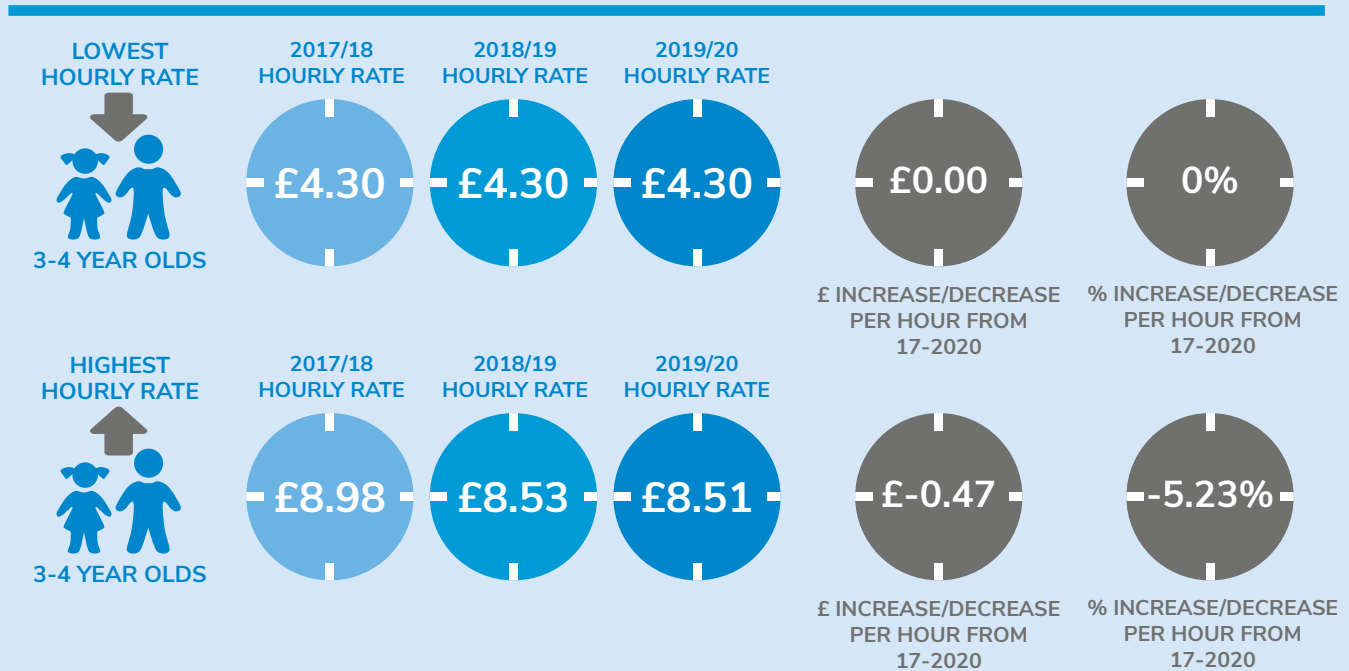 LOWEST
HOURLY RATE
3-4 YEAR OLDS
2017/18
HOURLY RATE
£4.30
2018/19
HOURLY RATE
£4.30
2019/20
HOURLY RATE
£4.30
£0.00
£ INCREASE/DECREASE
PER HOUR FROM
17-2020
0%
% INCREASE/DECREASE
PER HOUR FROM
17-2020
HIGHEST
HOURLY RATE
3-4 YEAR OLDS
2017/18
HOURLY RATE
£8.98
2018/19
HOURLY RATE
£8.53
2019/20
HOURLY RATE
£8.51
£-0.47
£ INCREASE/DECREASE
PER HOUR FROM
17-2020
-5.23%
% INCREASE/DECREASE
PER HOUR FROM
17-2020